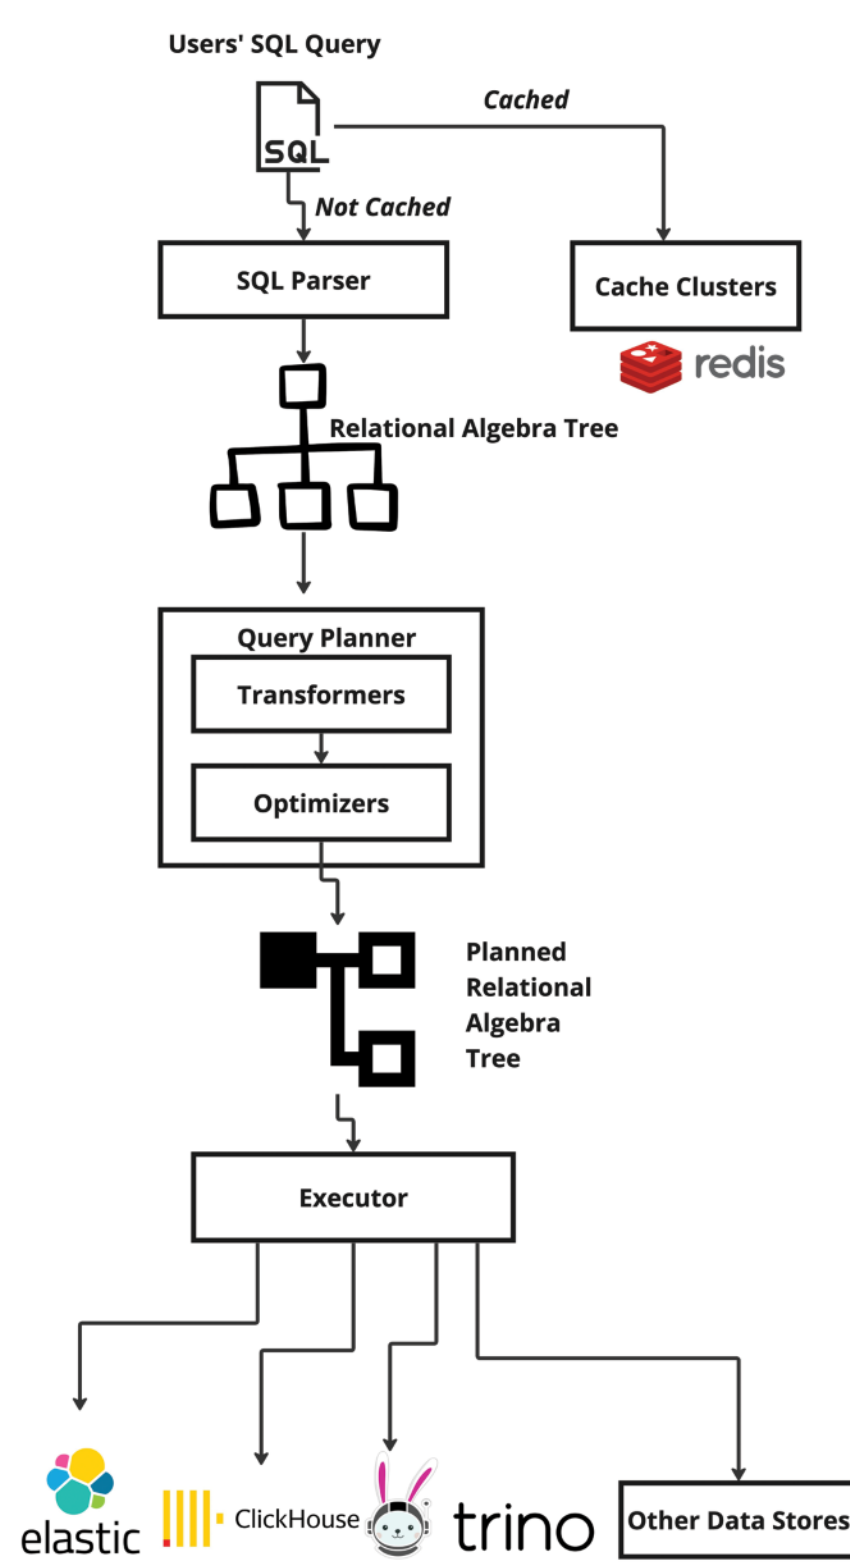 Users' SQL Query
Cached
SQL
Not Cached
SQL Parser
Cache Clusters
redis
Relational Algebra Tree
Query Planner
Transformers
Optimizers
Planned
Relational
Algebra
Tree
Executor
elastic
ClickHouse
trino
Other Data Stores